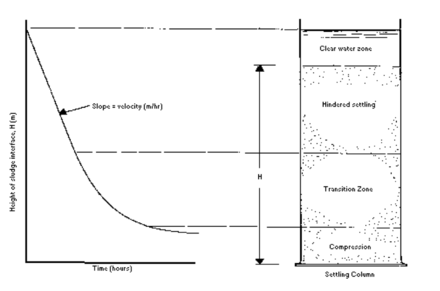 Clear water zone
Slope = velocity (m/hr)
Hindered settling
Height of sludge interface, H (m)
H
Transition Zone
Compression
Time (hours)
Settling Column